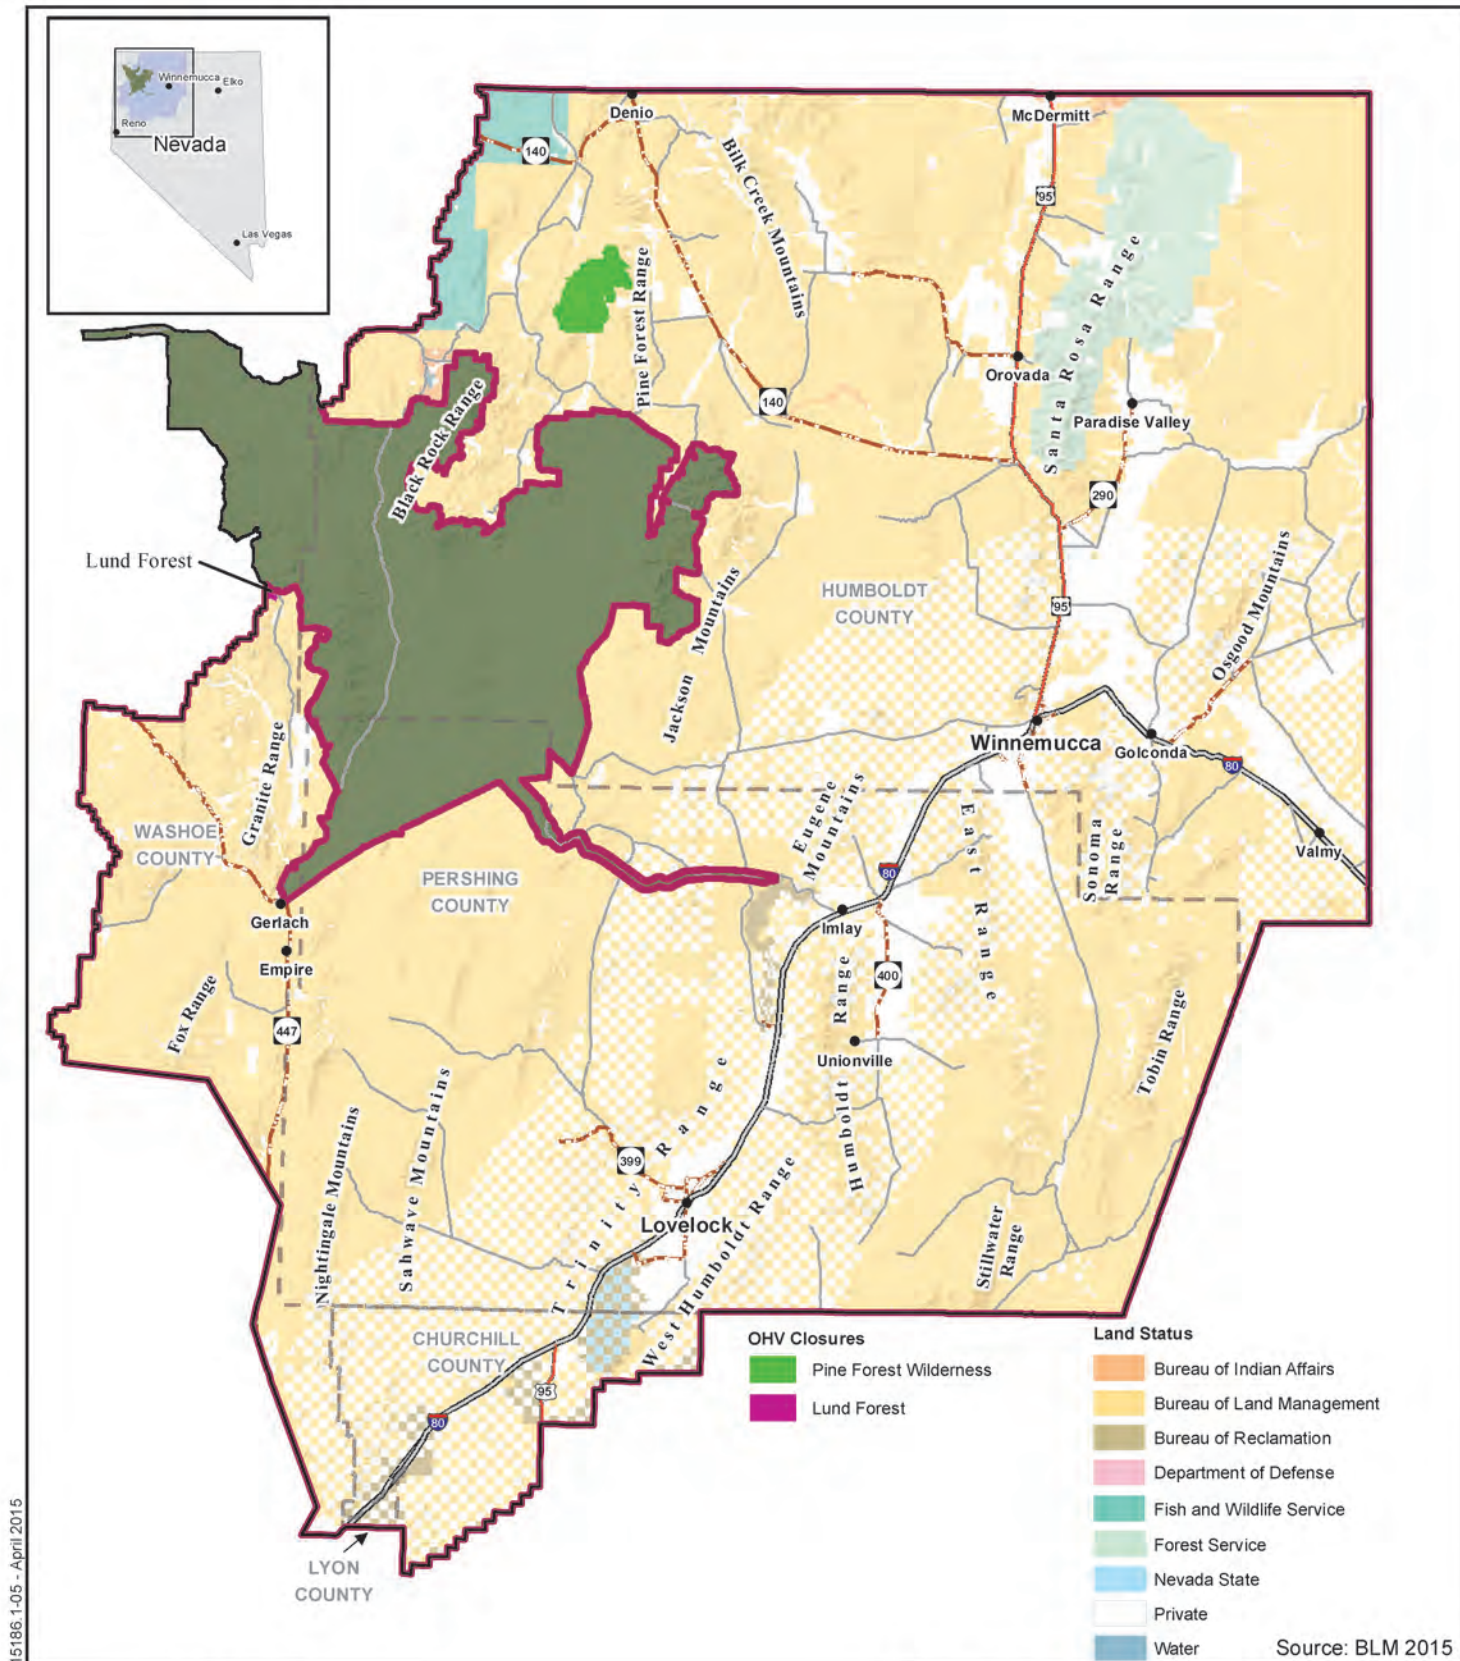 Winnemucca
Elko
Reno
Nevada
Las Vegas
Denio
McDermitt
140
Bilk Creek Mountains
95
Santa Rosa Range
Pine Forest Range
Orovada
140
Paradise Valley
Black Rock Range
290
Lund Forest
HUMBOLDT
COUNTY
95
Osgood Mountains
Jackson Mountains
Granite Range
Winnemucca
Golconda
80
WASHOE
COUNTY
Eugene
Mountains
East Range
Sonoma
Range
Valmy
80
PERSHING
COUNTY
Gerlach
Imlay
Empire
400
Fox Range
447
Humboldt Range
Unionville
Tobin Range
Nightingale Mountains
Sahwave Mountains
Trinity Range
399
Lovelock
West Humboldt Range
Stillwater
Range
CHURCHILL
COUNTY
95
80
LYON
COUNTY
OHV Closures
Pine Forest Wilderness
Lund Forest
Land Status
Bureau of Indian Affairs
Bureau of Land Management
Bureau of Reclamation
Department of Defense
Fish and Wildlife Service
Forest Service
Nevada State
Private
Water
Source: BLM 2015
15186.1-05 - April 2015